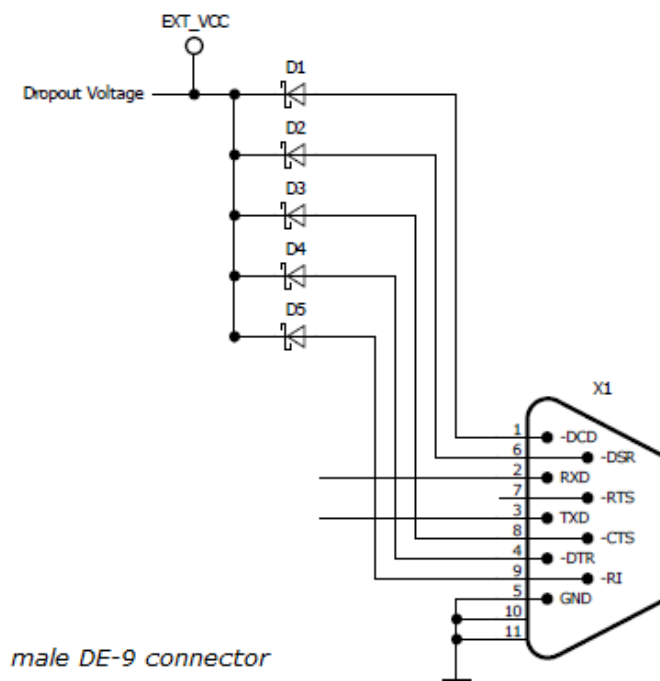 EXT_VCC
Dropout Voltage
D1
D2
D3
D4
D5
X1
1 -DCD
6 -DSR
2 RXD
7 -RTS
3 TXD
8 -CTS
4 -DTR
9 -RI
5 GND
10
11
male DE-9 connector